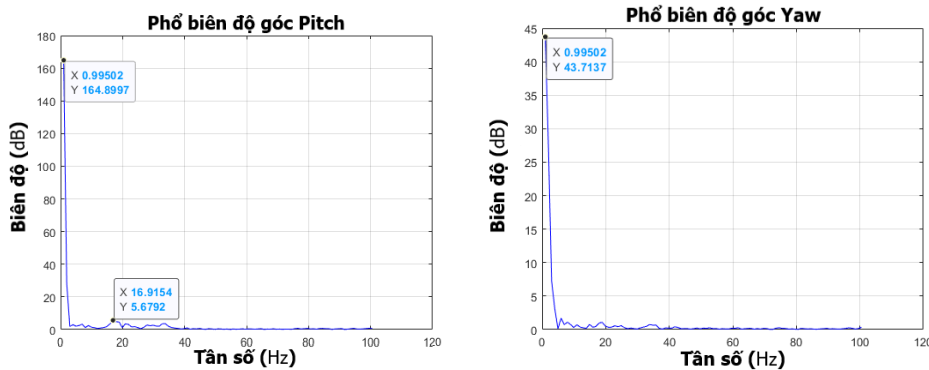 Phổ biên độ góc Pitch
180
160
140
120
100
80
60
40
20
0
X 0.99502
Y 164.8997
X 16.9154
Y 5.6792
0 20 40 60 80 100 120
Tân số (Hz)
Biên độ (dB)
Phổ biên độ góc Yaw
45
40
35
30
25
20
15
10
5
0
X 0.99502
Y 43.7137
0 20 40 60 80 100 120
Tân số (Hz)
Biên độ (dB)